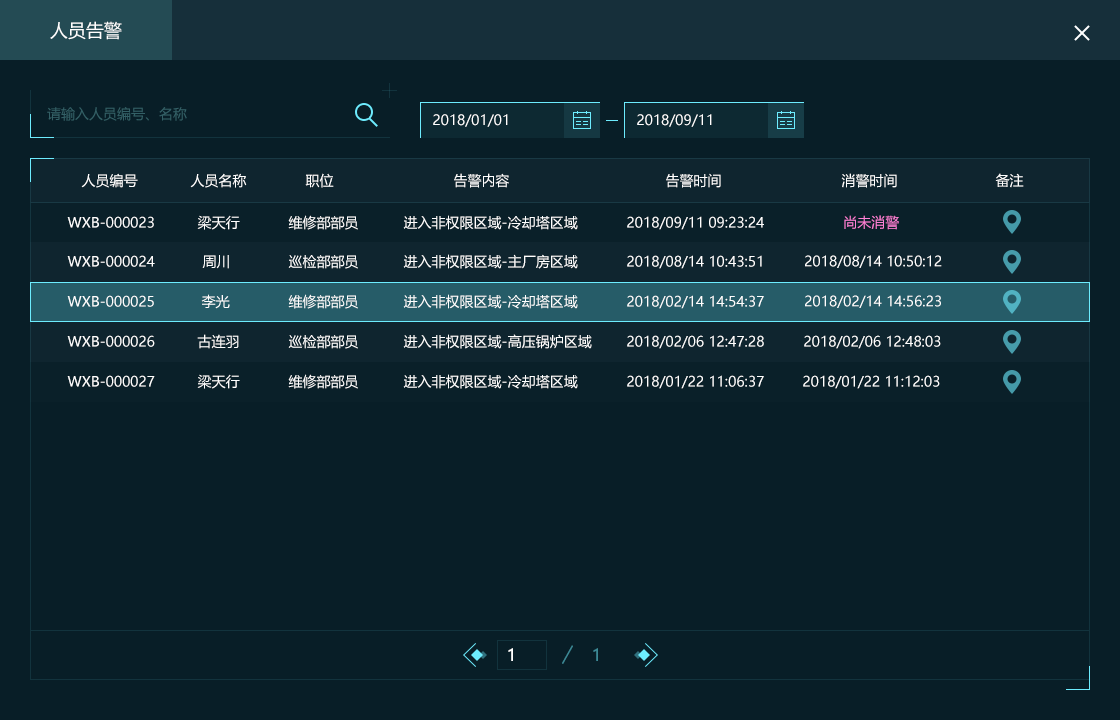 人员告警
请输入人员编号、名称 2018/01/01 2018/09/11
人员编号 人员名称 职位 告警内容 告警时间 消警时间 备注
WXB-000023 梁天行 维修部部员 进入非权限区域-冷却塔区域 2018/09/11 09:23:24 尚未消警
WXB-000024 周川 巡检部部员 进入非权限区域-主厂房区域 2018/08/14 10:43:51 2018/08/14 10:50:12
WXB-000025 李光 维修部部员 进入非权限区域-冷却塔区域 2018/02/14 14:54:37 2018/02/14 14:56:23
WXB-000026 古连羽 巡检部部员 进入非权限区域-高压锅炉区域 2018/02/06 12:47:28 2018/02/06 12:48:03
WXB-000027 梁天行 维修部部员 进入非权限区域-冷却塔区域 2018/01/22 11:06:37 2018/01/22 11:12:03
1 / 1